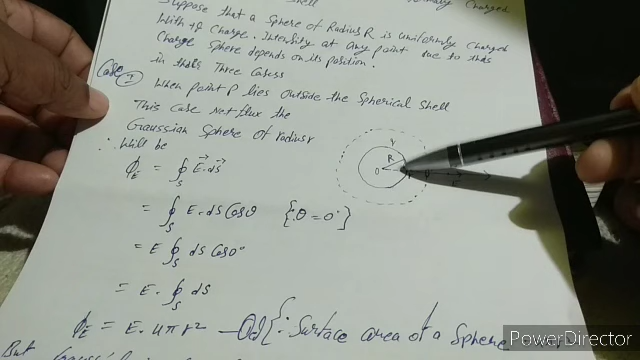 Shell Charged
Suppose that a Sphere of Radius R is uniformly Charged
With +q Charge. Intensity at any point due to this
Charge Sphere depends on its position.
in this Three Cases
Case I
When point P lies outside the Spherical Shell
This Case Net flux the
Gaussian Sphere of radius r
∴ Will be
ϕE = ∮S E⃗.ds⃗
= ∮S E.ds Cosθ {∵θ = 0°}
= E ∮S ds Cos0°
= E. ∮S ds
ϕE = E. 4πr² {∵ Surface area of a Sphere
But
r
R
O
E
PowerDirector